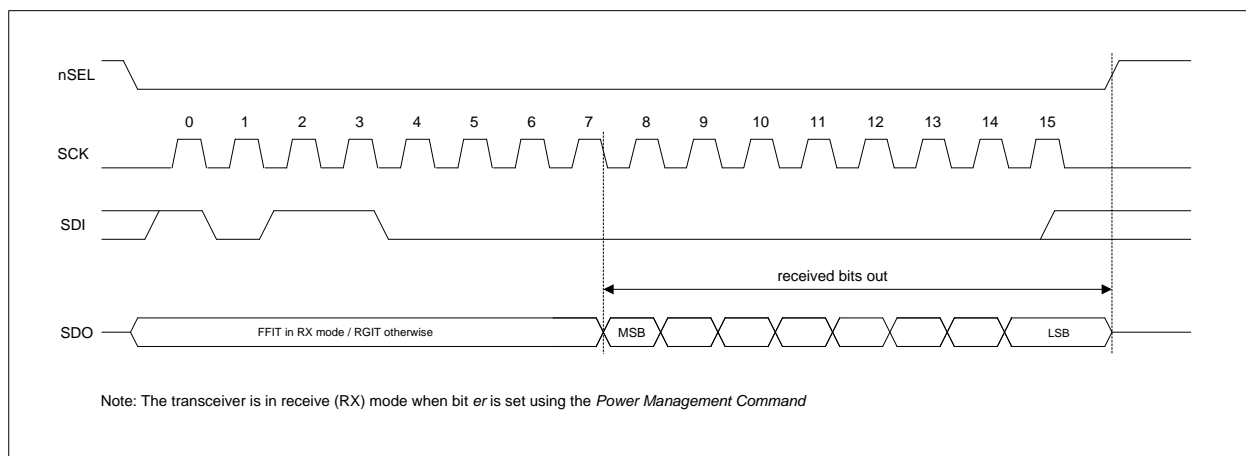 nSEL
0 1 2 3 4 5 6 7 8 9 10 11 12 13 14 15
SCK
SDI
received bits out
SDO
FFIT in RX mode / RGIT otherwise
MSB
LSB
Note: The transceiver is in receive (RX) mode when bit er is set using the Power Management Command